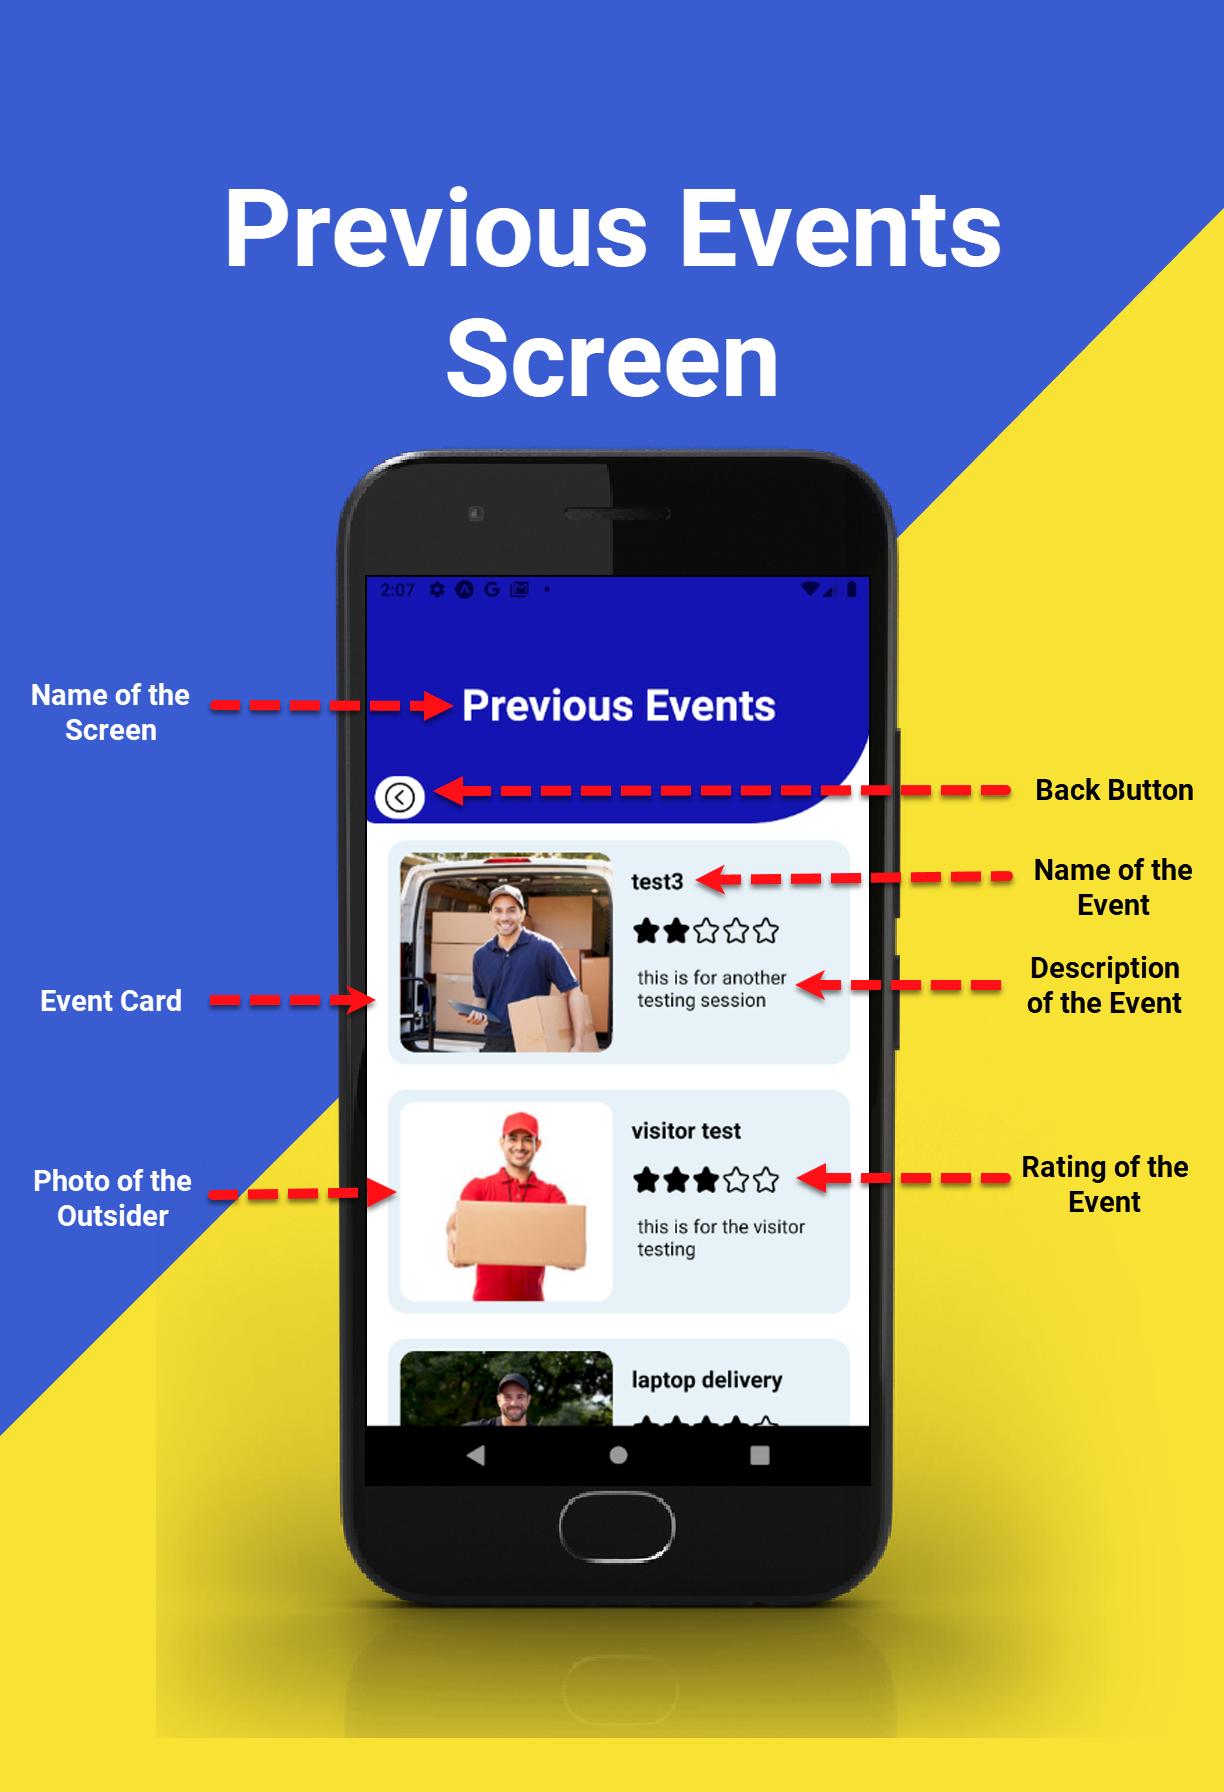 Previous Events
Screen
2:07
Name of the
Screen
Previous Events
Back Button
test3
Name of the
Event
this is for another
testing session
Description
of the Event
Event Card
visitor test
Photo of the
Outsider
Rating of the
Event
this is for the visitor
testing
laptop delivery